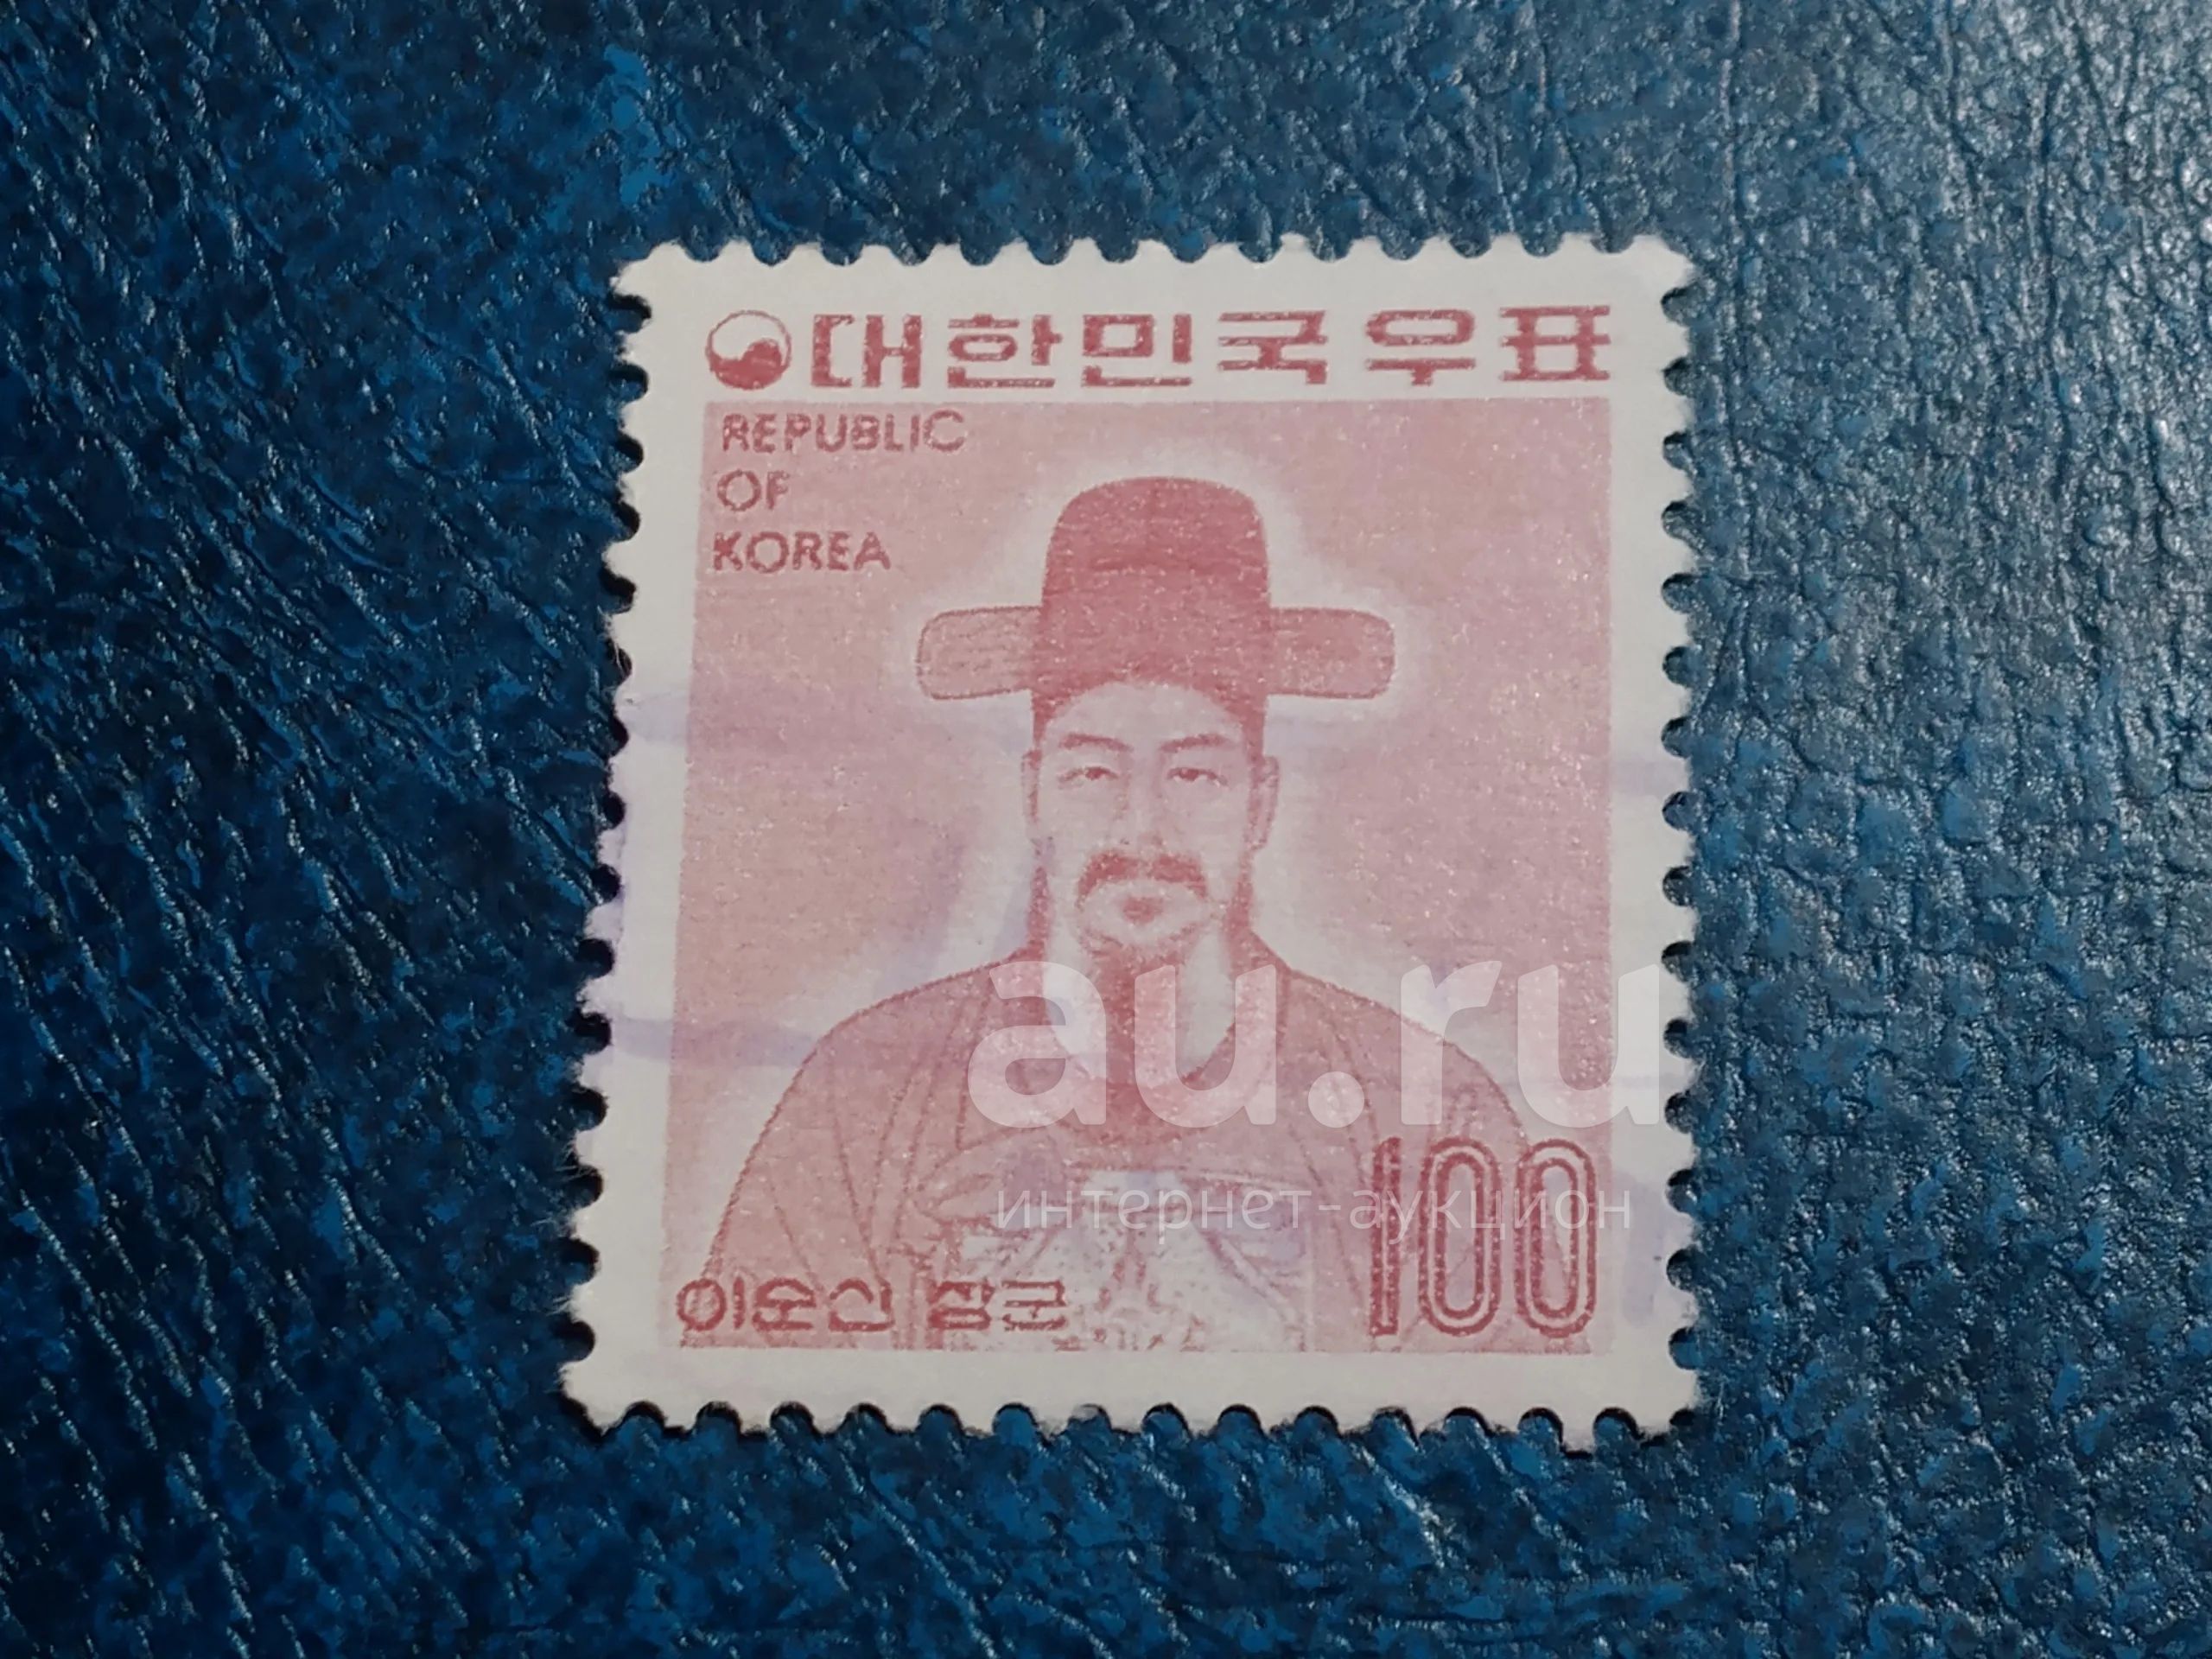 대한민국우표
REPUBLIC
OF
KOREA
au.ru
интернет-аукцион
100
이순신 장군